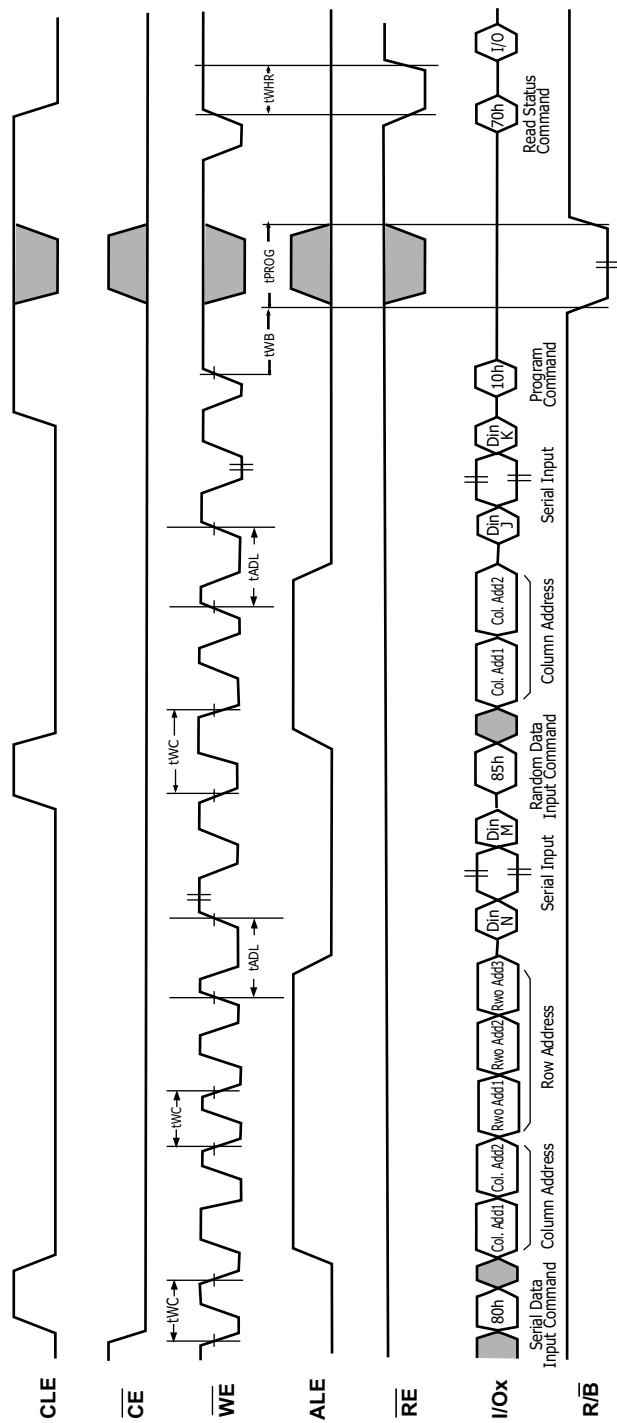 CLE
CE
WE
tWC
tWC
tADL
tWC
tADL
tWB
tPROG
tWHR
ALE
RE
I/Ox
80h
Col. Add1
Col. Add2
Rwo Add1
Rwo Add2
Rwo Add3
Din N
Din M
85h
Col. Add1
Col. Add2
Din J
Din K
10h
70h
I/O
Serial Data
Input Command
Column Address
Row Address
Serial Input
Random Data
Input Command
Column Address
Serial Input
Program
Command
Read Status
Command
R/B